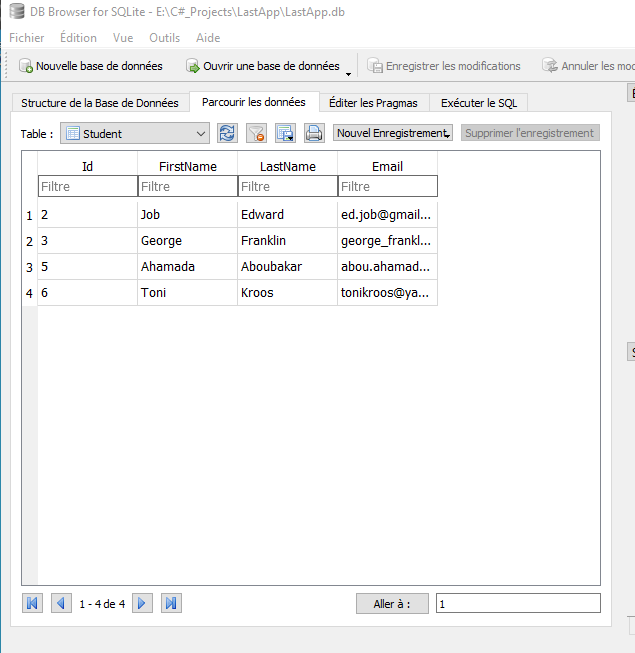 DB Browser for SQLite - E:\C#_Projects\LastApp\LastApp.db
Fichier Édition Vue Outils Aide
Nouvelle base de données Ouvrir une base de données Enregistrer les modifications Annuler les mo
Structure de la Base de Données Parcourir les données Éditer les Pragmas Exécuter le SQL
Table : Student Nouvel Enregistrement Supprimer l'enregistrement
Id FirstName LastName Email
Filtre Filtre Filtre Filtre
1 2 Job Edward ed.job@gmail...
2 3 George Franklin george_frankl...
3 5 Ahamada Aboubakar abou.ahamad...
4 6 Toni Kroos tonikroos@ya...
1 - 4 de 4 Aller à : 1